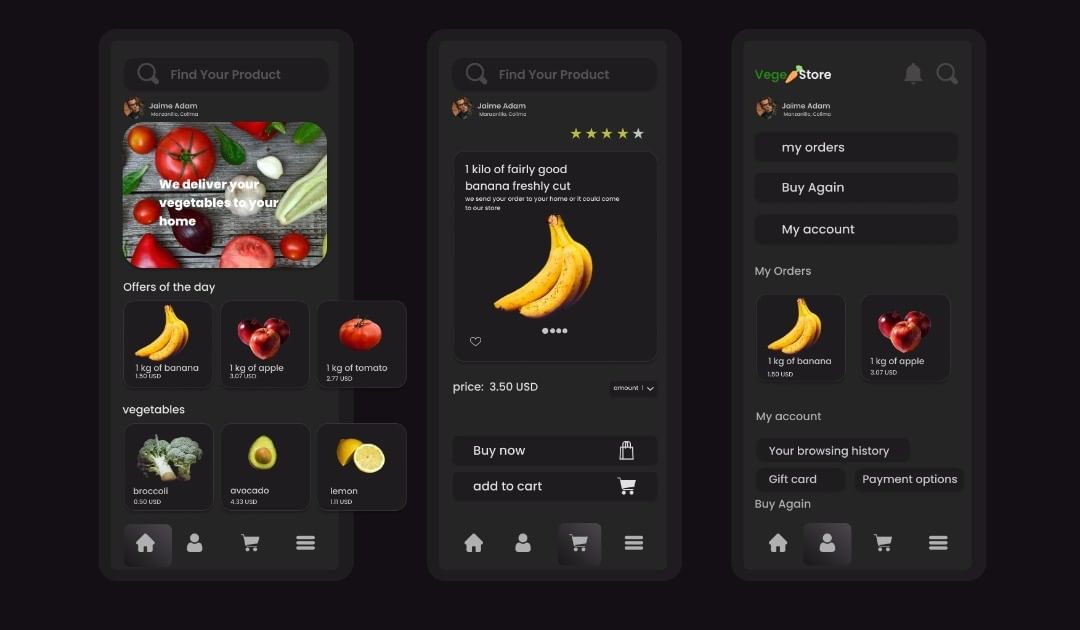 Find Your Product
Jaime Adam
Manzanillo, Colima
We deliver your
vegetables to your
home
Offers of the day
1 kg of banana
1.50 USD
1 kg of apple
3.07 USD
1 kg of tomato
2.77 USD
vegetables
broccoli
0.50 USD
avocado
4.33 USD
lemon
1.11 USD
Find Your Product
Jaime Adam
Manzanillo, Colima
1 kilo of fairly good
banana freshly cut
we send your order to your home or it could come
to our store
price: 3.50 USD
amount 1
Buy now
add to cart
Vege Store
Jaime Adam
Manzanillo, Colima
my orders
Buy Again
My account
My Orders
1 kg of banana
1.50 USD
1 kg of apple
3.07 USD
My account
Your browsing history
Gift card
Payment options
Buy Again